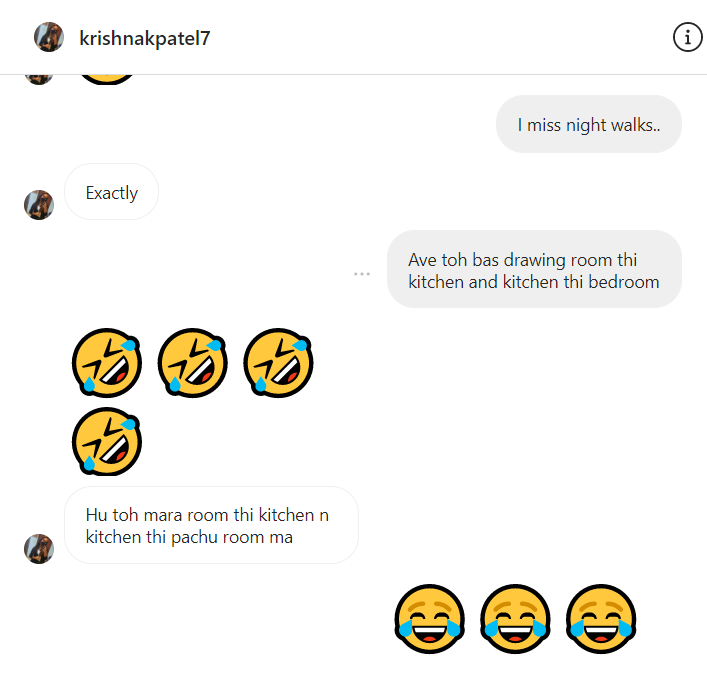 krishnakpatel7
I miss night walks..
Exactly
Ave toh bas drawing room thi
kitchen and kitchen thi bedroom
Hu toh mara room thi kitchen n
kitchen thi pachu room ma